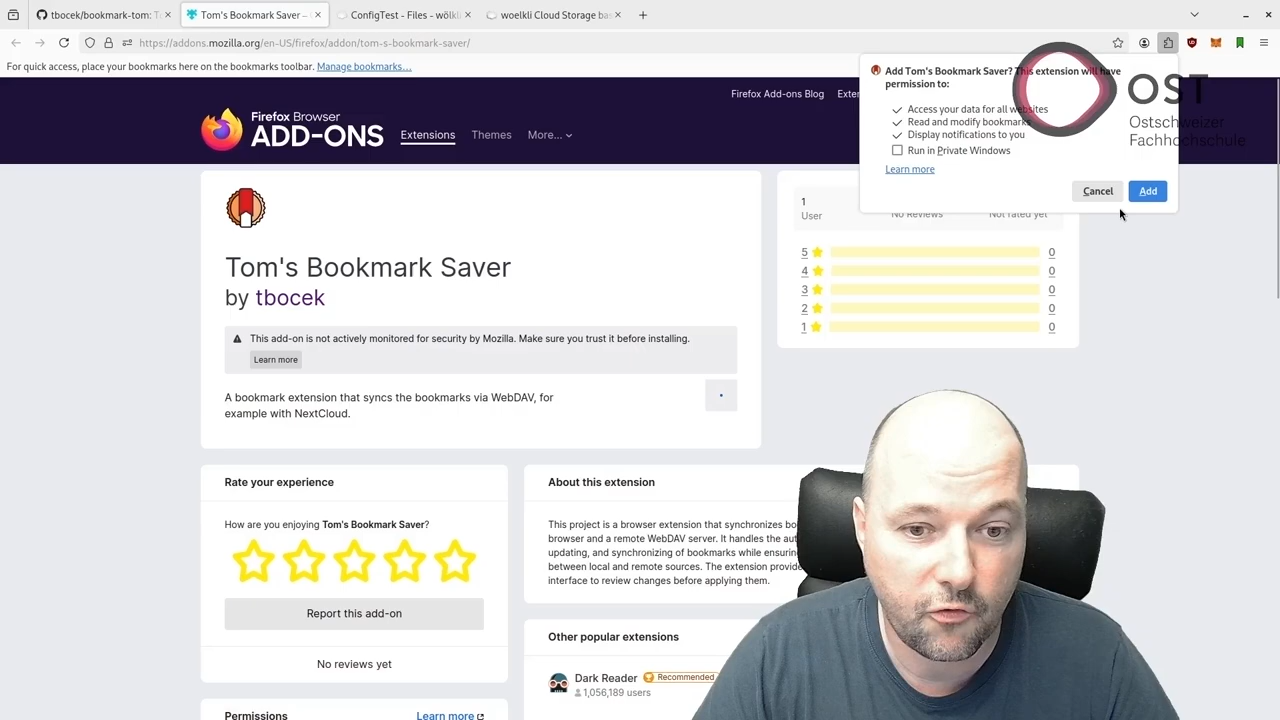 tbocek/bookmark-tom: T
Tom's Bookmark Saver –
ConfigTest - Files - wölkli
woelkli Cloud Storage bas
https://addons.mozilla.org/en-US/firefox/addon/tom-s-bookmark-saver/
For quick access, place your bookmarks here on the bookmarks toolbar. Manage bookmarks…
Add Tom's Bookmark Saver? This extension will have
permission to:
Access your data for all websites
Read and modify bookmarks
Display notifications to you
Run in Private Windows
Learn more
Cancel
Add
OST
Ostschweizer
Fachhochschule
Firefox Add-ons Blog
Exten
Firefox Browser
ADD-ONS
Extensions
Themes
More...
Tom's Bookmark Saver
by tbocek
This add-on is not actively monitored for security by Mozilla. Make sure you trust it before installing.
Learn more
A bookmark extension that syncs the bookmarks via WebDAV, for
example with NextCloud.
1
User
No Reviews
Not rated yet
5 0
4 0
3 0
2 0
1 0
Rate your experience
How are you enjoying Tom's Bookmark Saver?
Report this add-on
No reviews yet
Permissions
Learn more
About this extension
This project is a browser extension that synchronizes bo
browser and a remote WebDAV server. It handles the aut
updating, and synchronizing of bookmarks while ensurin
between local and remote sources. The extension provide
interface to review changes before applying them.
Other popular extensions
Dark Reader
Recommended
1,056,189 users